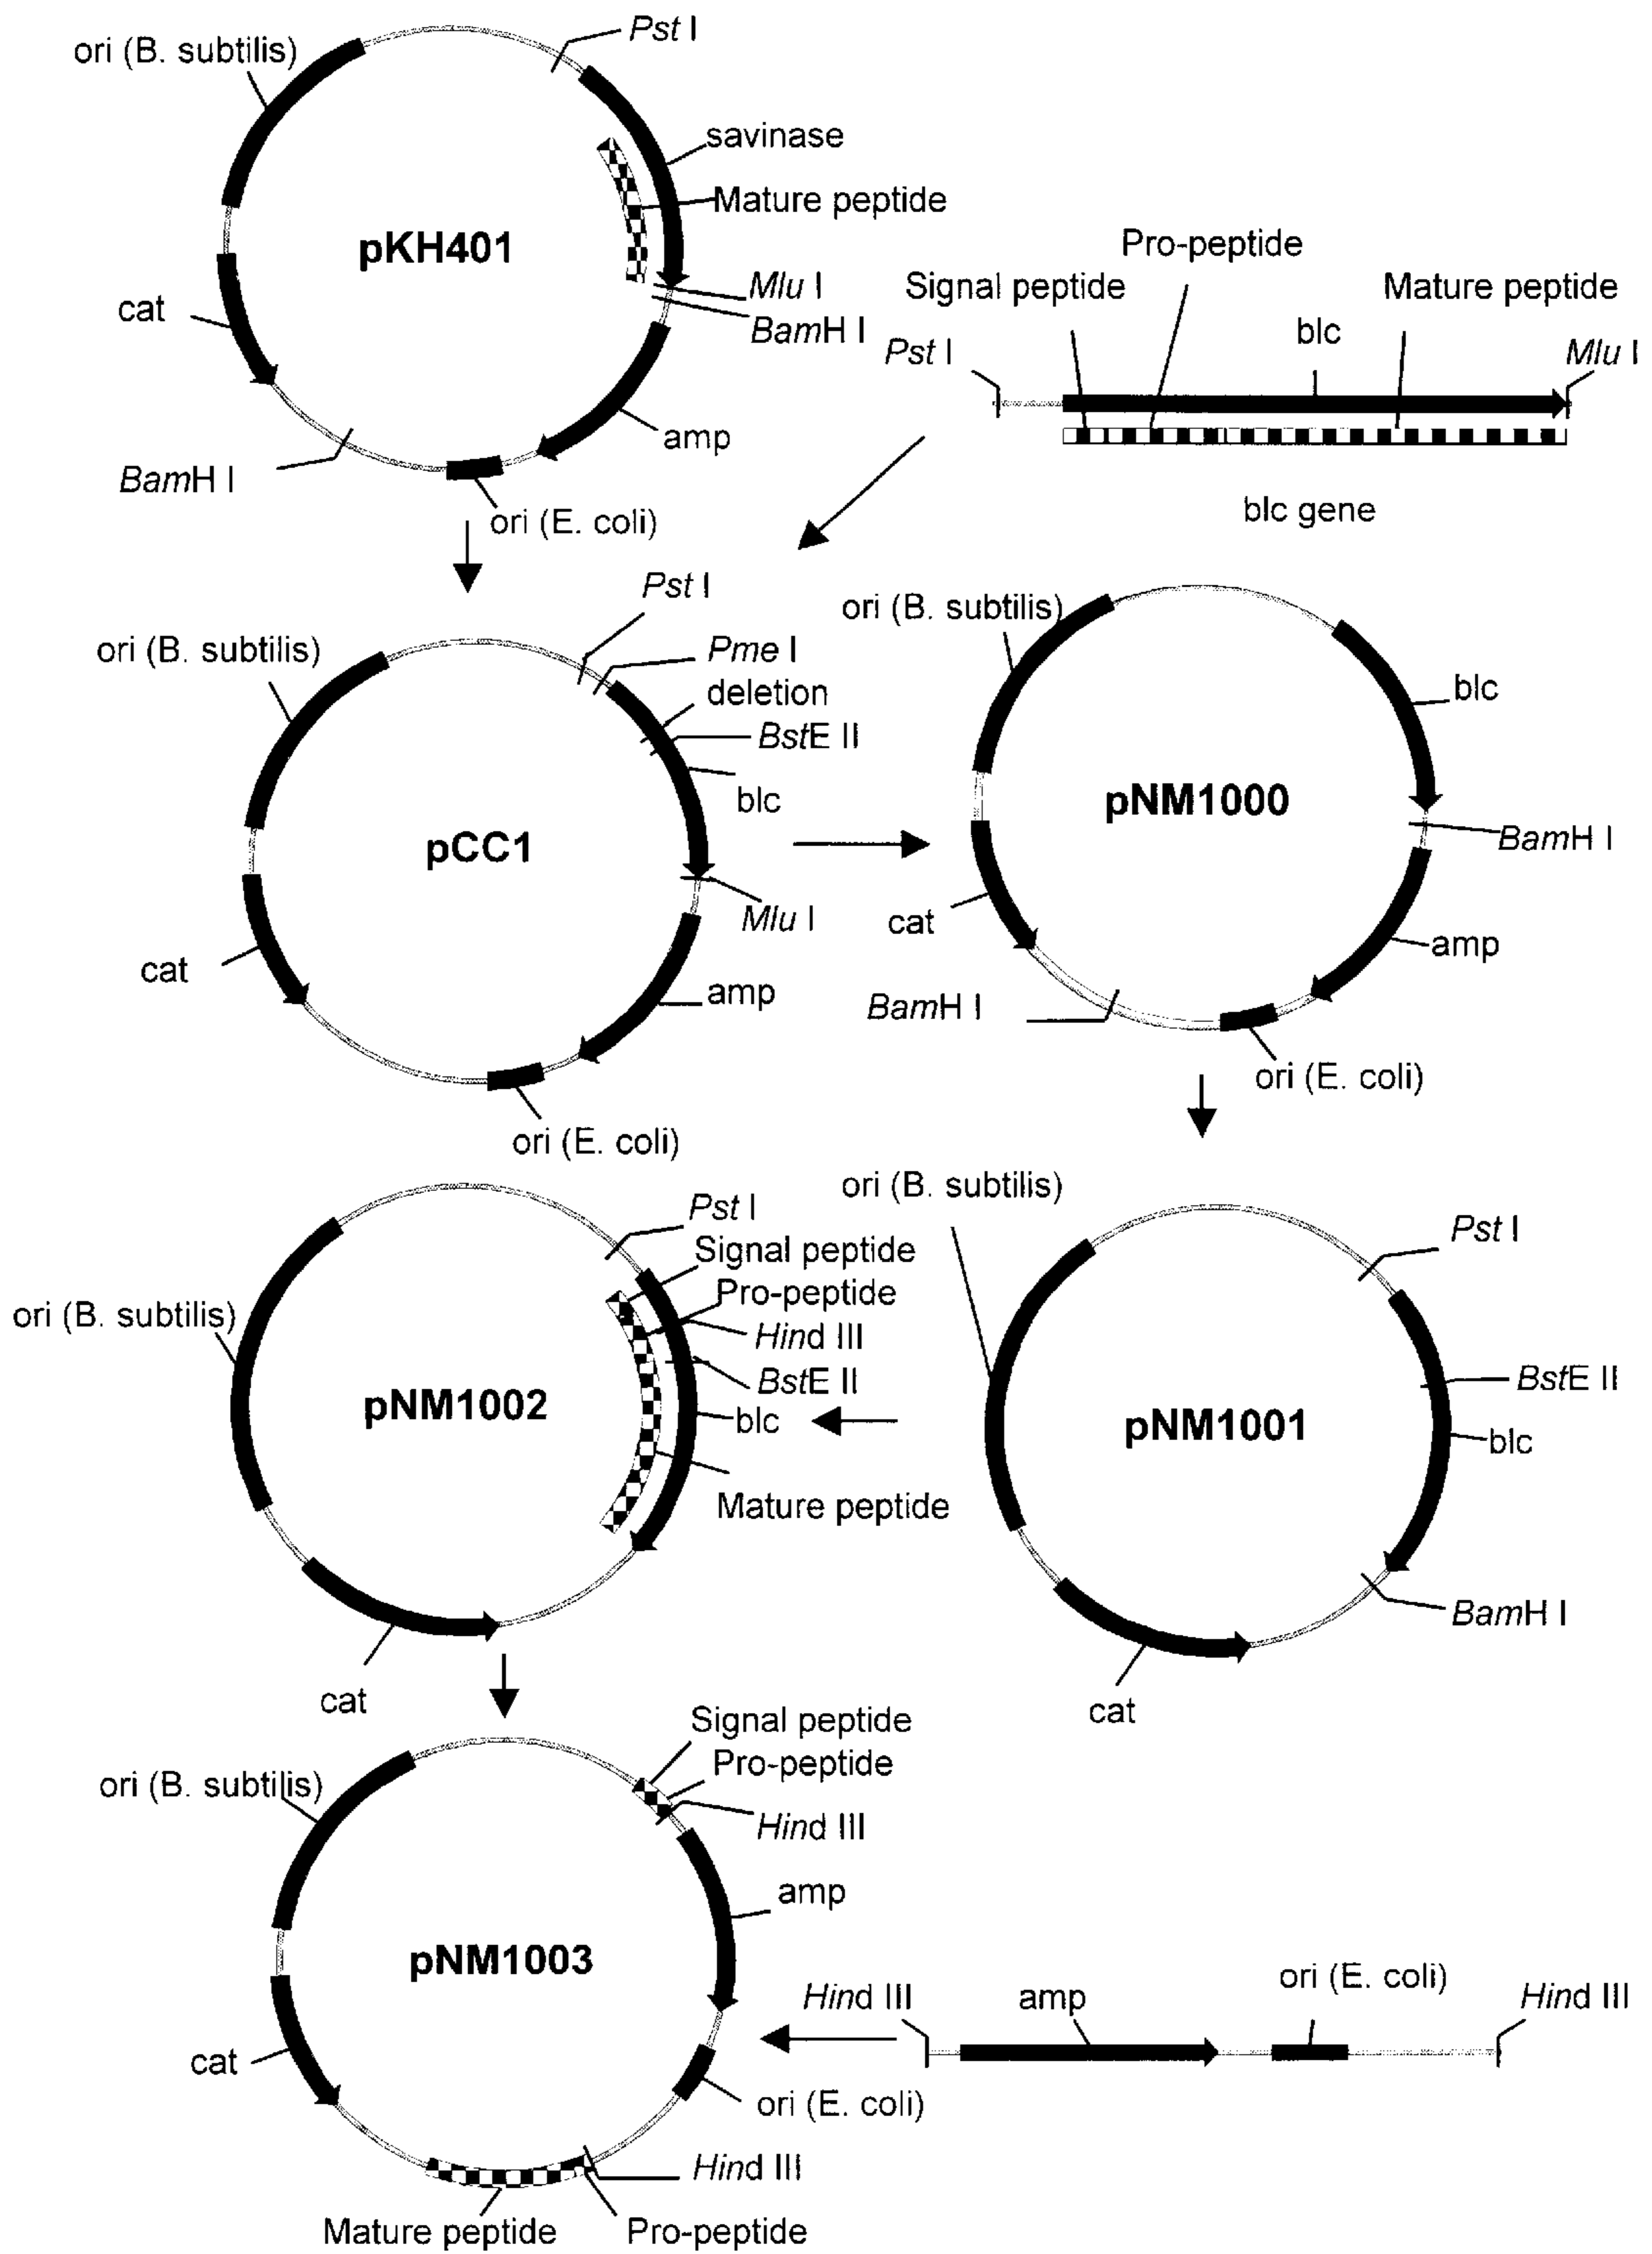 Pst I
ori (B. subtilis)
savinase
Mature peptide
pKH401
Mlu I
BamH I
cat
amp
BamH I
ori (E. coli)
Pro-peptide
Signal peptide
Mature peptide
blc
Pst I
Mlu I
blc gene
Pst I
ori (B. subtilis)
Pme I
deletion
BstE II
blc
pCC1
Mlu I
cat
amp
ori (E. coli)
ori (B. subtilis)
blc
pNM1000
BamH I
cat
amp
BamH I
ori (E. coli)
ori (B. subtilis)
Pst I
BstE II
pNM1001
blc
BamH I
cat
Pst I
Signal peptide
Pro-peptide
ori (B. subtilis)
Hind III
BstE II
pNM1002
blc
Mature peptide
cat
Signal peptide
Pro-peptide
ori (B. subtilis)
Hind III
amp
pNM1003
cat
ori (E. coli)
Hind III
Mature peptide
Pro-peptide
Hind III
amp
ori (E. coli)
Hind III